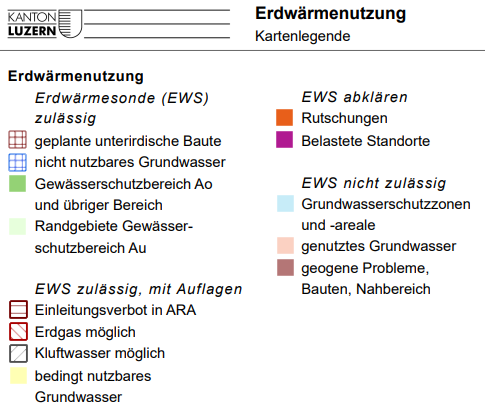 KANTON
LUZERN
Erdwärmenutzung
Kartenlegende
Erdwärmenutzung
Erdwärmesonde (EWS)
zulässig
geplante unterirdische Baute
nicht nutzbares Grundwasser
Gewässerschutzbereich Ao
und übriger Bereich
Randgebiete Gewässer-
schutzbereich Au
EWS zulässig, mit Auflagen
Einleitungsverbot in ARA
Erdgas möglich
Kluftwasser möglich
bedingt nutzbares
Grundwasser
EWS abklären
Rutschungen
Belastete Standorte
EWS nicht zulässig
Grundwasserschutzzonen
und -areale
genutztes Grundwasser
geogene Probleme,
Bauten, Nahbereich